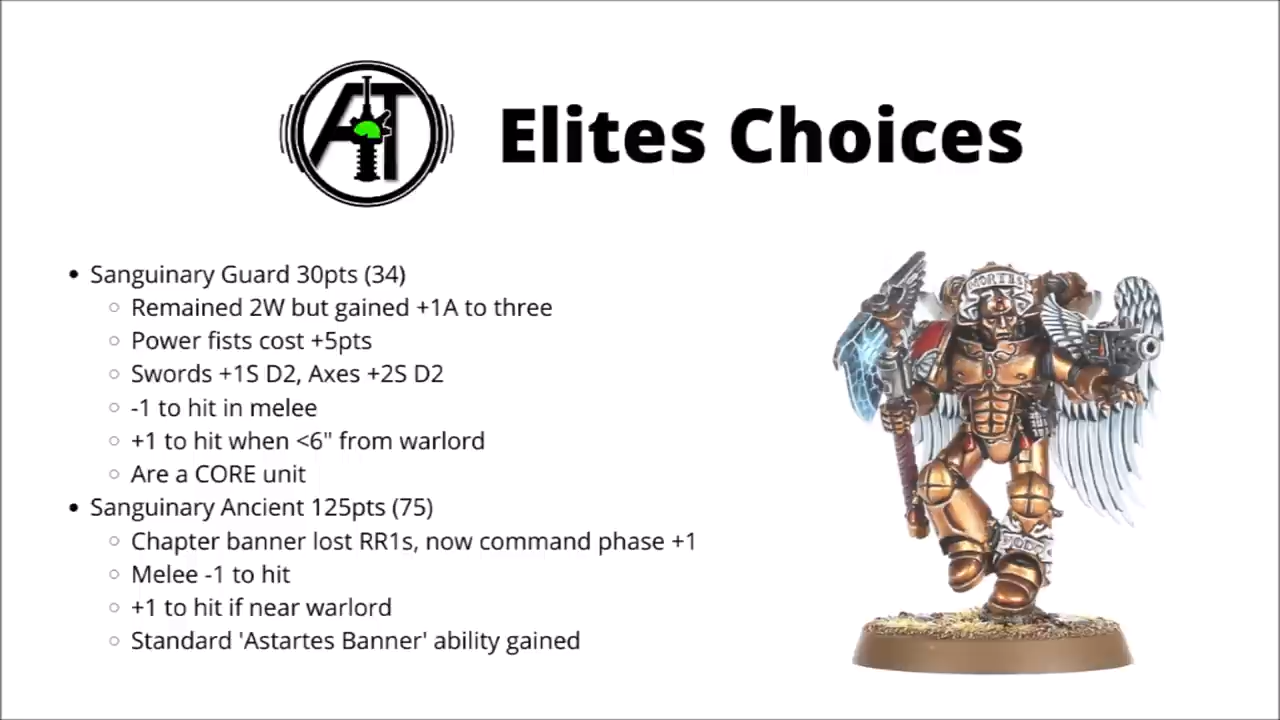 AT
Elites Choices
Sanguinary Guard 30pts (34)
Remained 2W but gained +1A to three
Power fists cost +5pts
Swords +1S D2, Axes +2S D2
-1 to hit in melee
+1 to hit when <6" from warlord
Are a CORE unit
Sanguinary Ancient 125pts (75)
Chapter banner lost RR1s, now command phase +1
Melee -1 to hit
+1 to hit if near warlord
Standard 'Astartes Banner' ability gained
MORTE